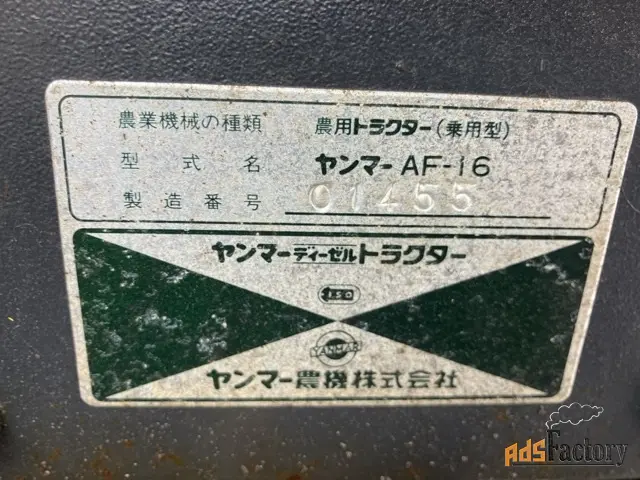 農業機械の種類 農用トラクター(乗用型)
型式名 ヤンマー AF-16
製造番号 01455
ヤンマーディーゼルトラクター
YANMAR
ヤンマー農機株式会社
AdsFactory